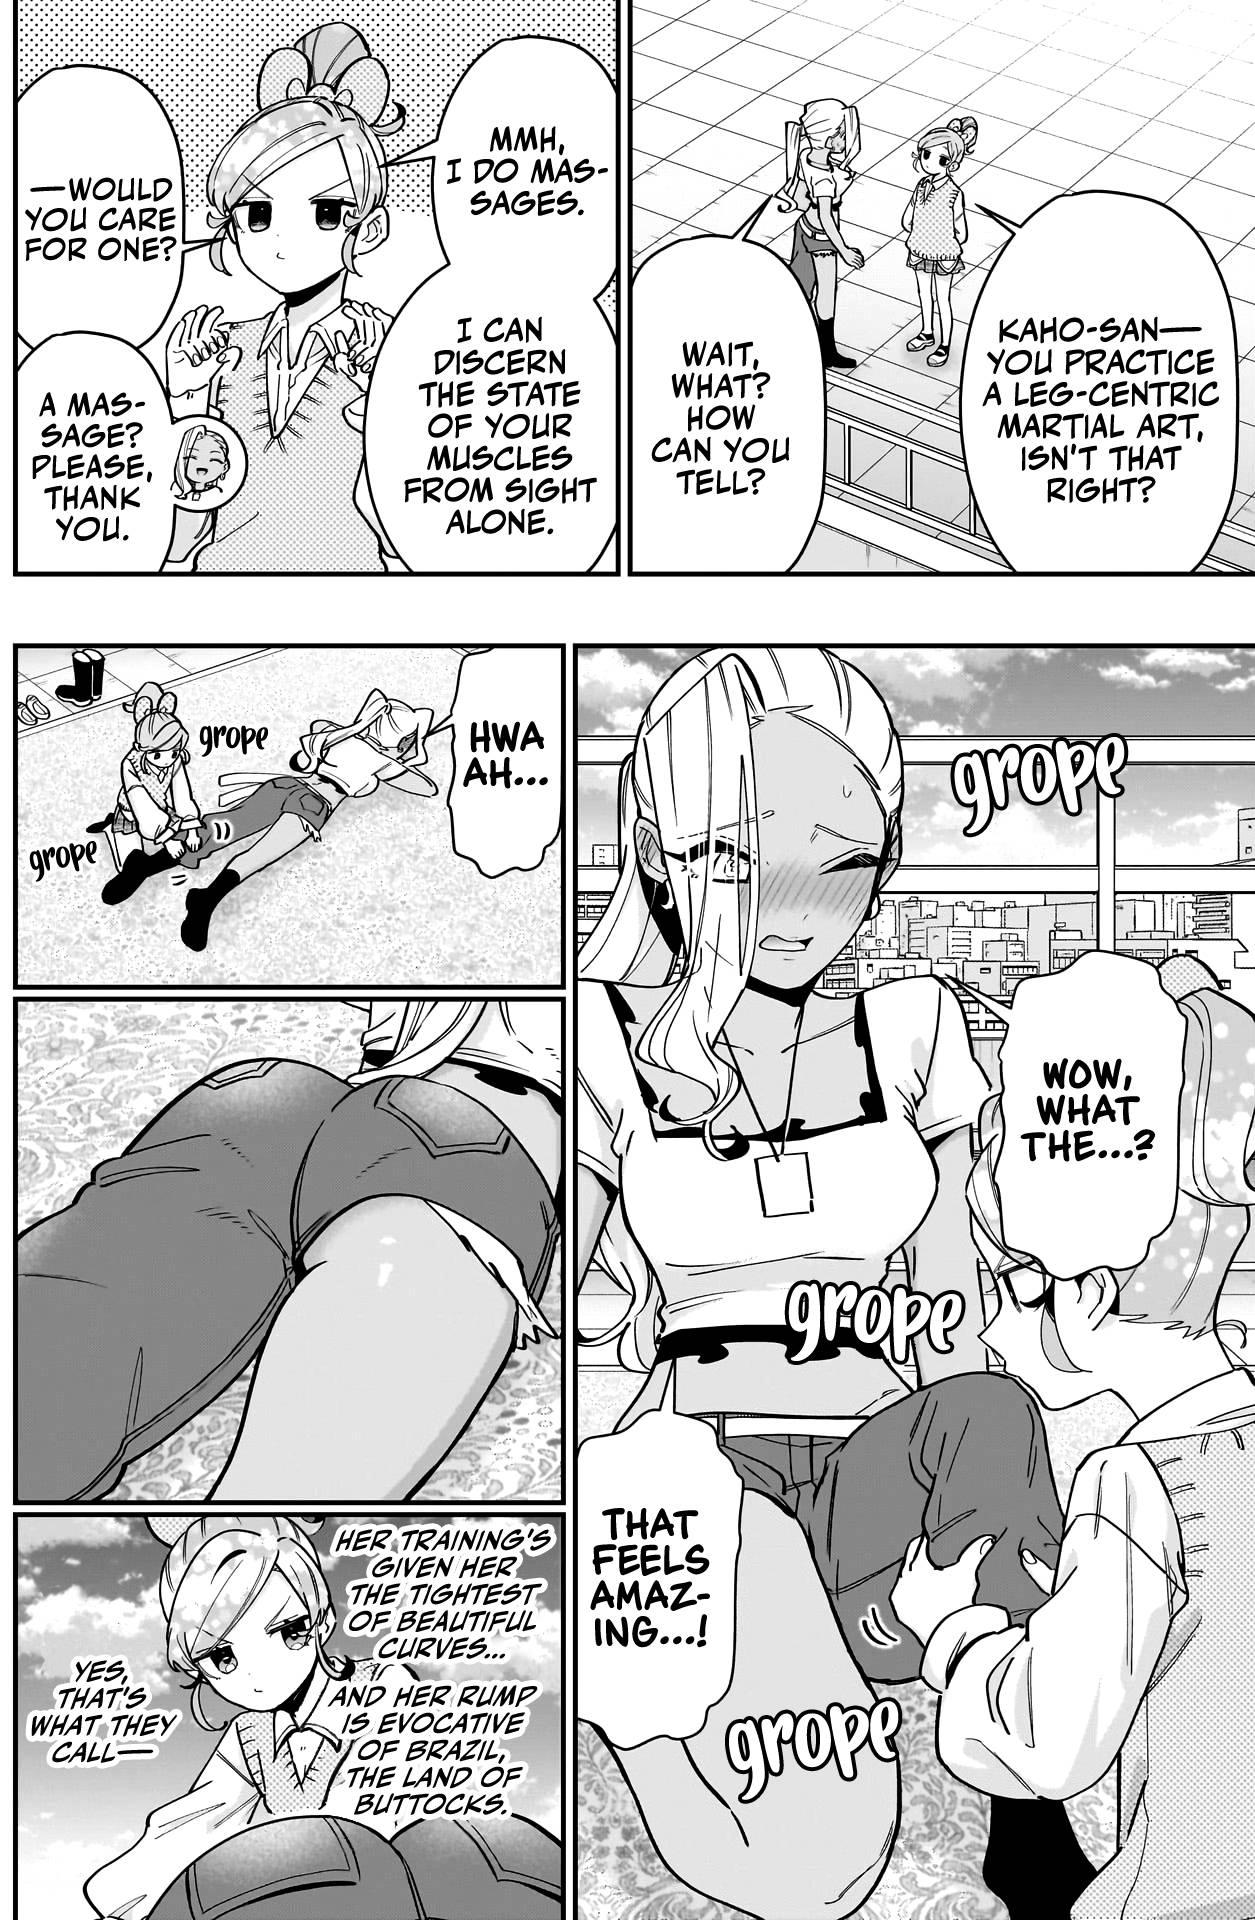 KAHO-SAN—
YOU PRACTICE
A LEG-CENTRIC
MARTIAL ART,
ISN'T THAT
RIGHT?
WAIT,
WHAT?
HOW
CAN YOU
TELL?
MMH,
I DO MAS-
SAGES.
I CAN
DISCERN
THE STATE
OF YOUR
MUSCLES
FROM SIGHT
ALONE.
—WOULD
YOU CARE
FOR ONE?
A MAS-
SAGE?
PLEASE,
THANK
YOU.
grope
WOW,
WHAT
THE...?
grope
THAT
FEELS
AMAZ-
ING...!
grope
HWA
AH...
grope
grope
HER TRAINING'S
GIVEN HER
THE TIGHTEST
OF BEAUTIFUL
CURVES...
AND HER RUMP
IS EVOCATIVE
OF BRAZIL,
THE LAND OF
BUTTOCKS.
YES,
THAT'S
WHAT THEY
CALL—